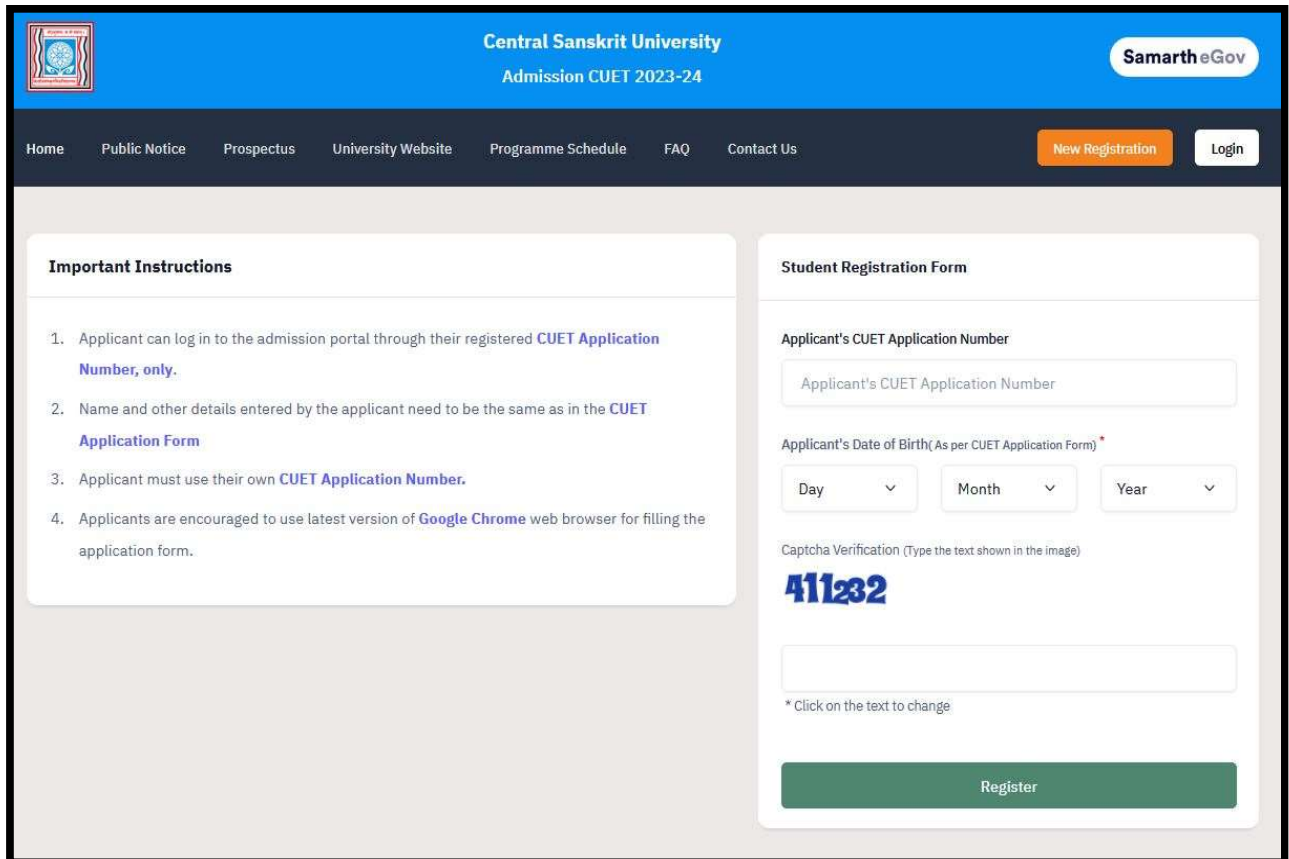 Central Sanskrit University
Admission CUET 2023-24
Samarth eGov
Home
Public Notice
Prospectus
University Website
Programme Schedule
FAQ
Contact Us
New Registration
Login
Important Instructions
1. Applicant can log in to the admission portal through their registered CUET Application
Number, only.
2. Name and other details entered by the applicant need to be the same as in the CUET
Application Form
3. Applicant must use their own CUET Application Number.
4. Applicants are encouraged to use latest version of Google Chrome web browser for filling the
application form.
Student Registration Form
Applicant's CUET Application Number
Applicant's CUET Application Number
Applicant's Date of Birth( As per CUET Application Form) *
Day
Month
Year
Captcha Verification (Type the text shown in the image)
411232
* Click on the text to change
Register